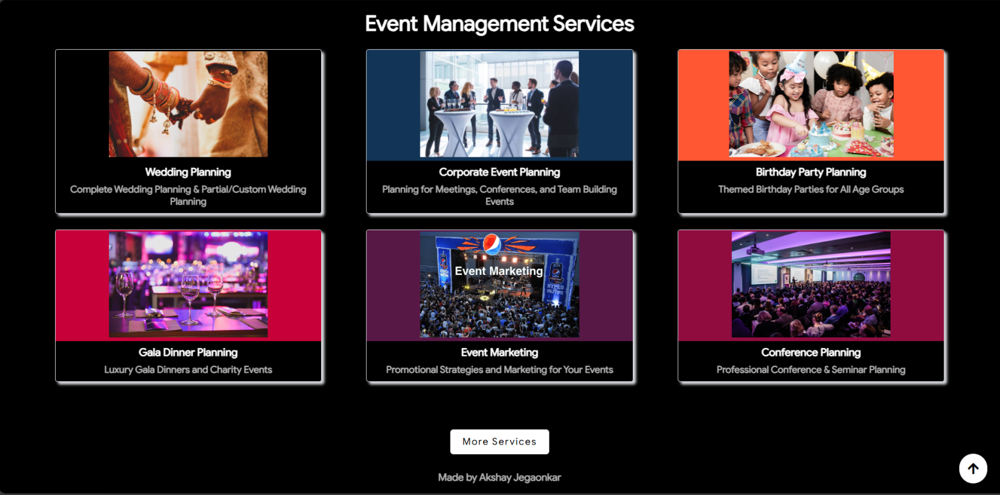 Event Management Services
Wedding Planning
Complete Wedding Planning & Partial/Custom Wedding
Planning
Corporate Event Planning
Planning for Meetings, Conferences, and Team Building
Events
Birthday Party Planning
Themed Birthday Parties for All Age Groups
Event Marketing
HYPED
HALFTIME
Gala Dinner Planning
Luxury Gala Dinners and Charity Events
Event Marketing
Promotional Strategies and Marketing for Your Events
Conference Planning
Professional Conference & Seminar Planning
More Services
Made by Akshay Jegaonkar